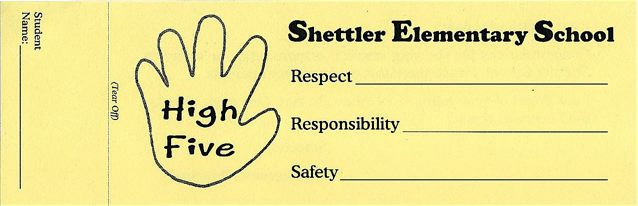 Student
Name:
(Tear Off)
High
Five
Shettler Elementary School
Respect
Responsibility
Safety